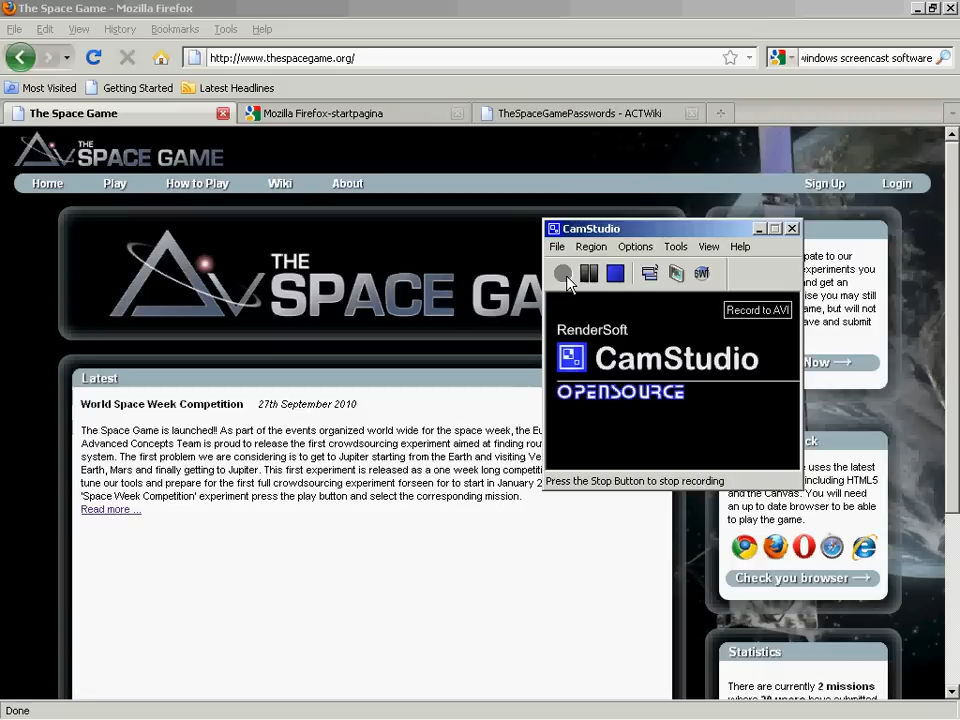 The Space Game - Mozilla Firefox
File Edit View History Bookmarks Tools Help
http://www.thespacegame.org/
windows screencast software
Most Visited Getting Started Latest Headlines
The Space Game
Mozilla Firefox-startpagina
TheSpaceGamePasswords - ACTWiki
THE
SPACE GAME
Home Play How to Play Wiki About Sign Up Login
THE
SPACE GA
CamStudio
File Region Options Tools View Help
Record to AVI
RenderSoft
CamStudio
OPENSOURCE
Press the Stop Button to stop recording
Latest
World Space Week Competition 27th September 2010
The Space Game is launched!! As part of the events organized world wide for the space week, the Eu
Advanced Concepts Team is proud to release the first crowdsourcing experiment aimed at finding rou
system. The first problem we are considering is to get to Jupiter starting from the Earth and visiting Ve
Earth, Mars and finally getting to Jupiter. This first experiment is released as a one week long competiti
tune our tools and prepare for the first full crowdsourcing experiment forseen for to start in January 2
'Space Week Competition' experiment press the play button and select the corresponding mission.
Read more ...
pate to our
experiments you
and get an
ise you may still
ame, but will not
ave and submit
Now
ck
uses the latest
including HTML5
and the Canvas. You will need
an up to date browser to be able
to play the game.
Check you browser
Statistics
There are currently 2 missions
Done